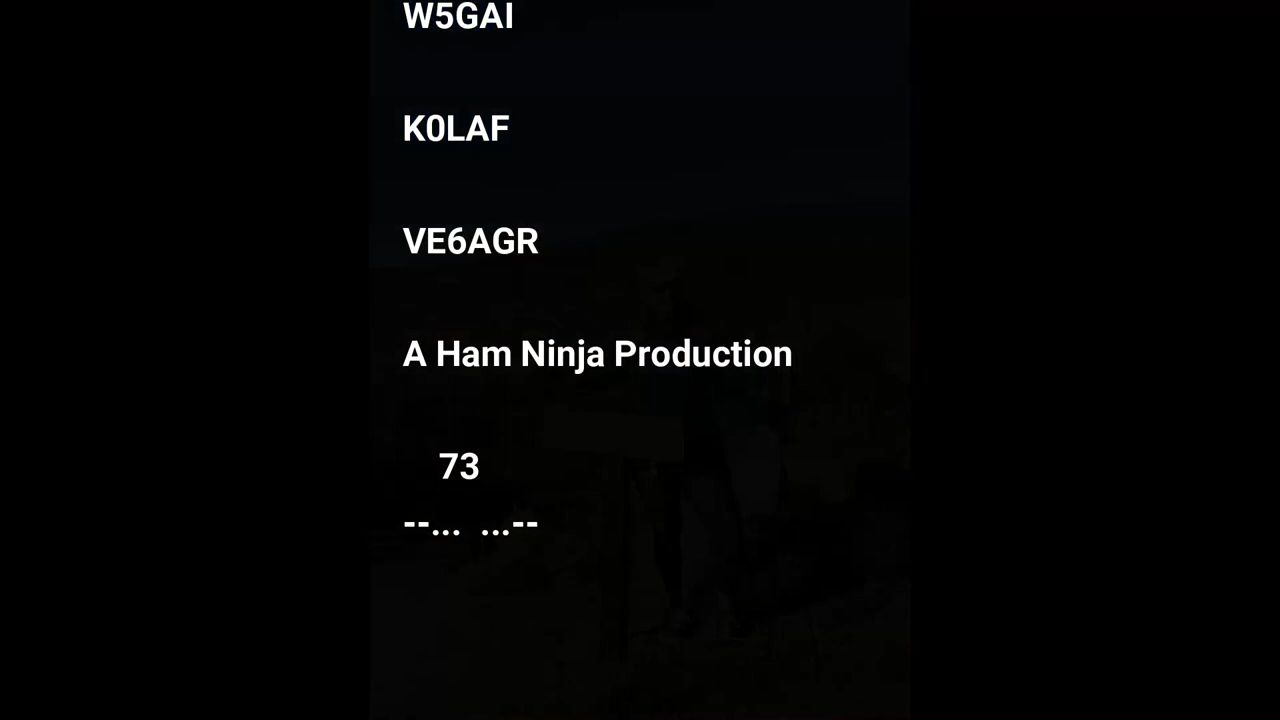 W5GAI
K0LAF
VE6AGR
A Ham Ninja Production
73
--... ...--